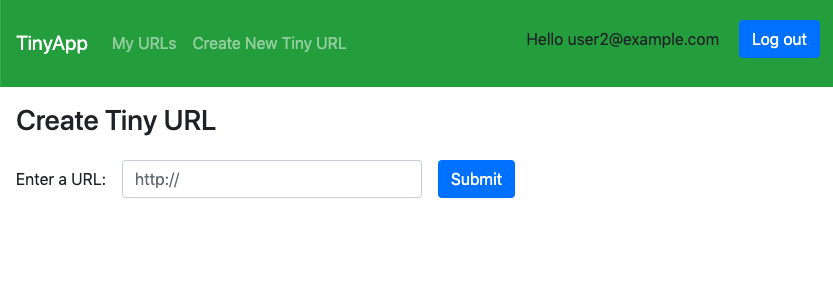 TinyApp My URLs Create New Tiny URL Hello user2@example.com Log out
Create Tiny URL
Enter a URL: http:// Submit